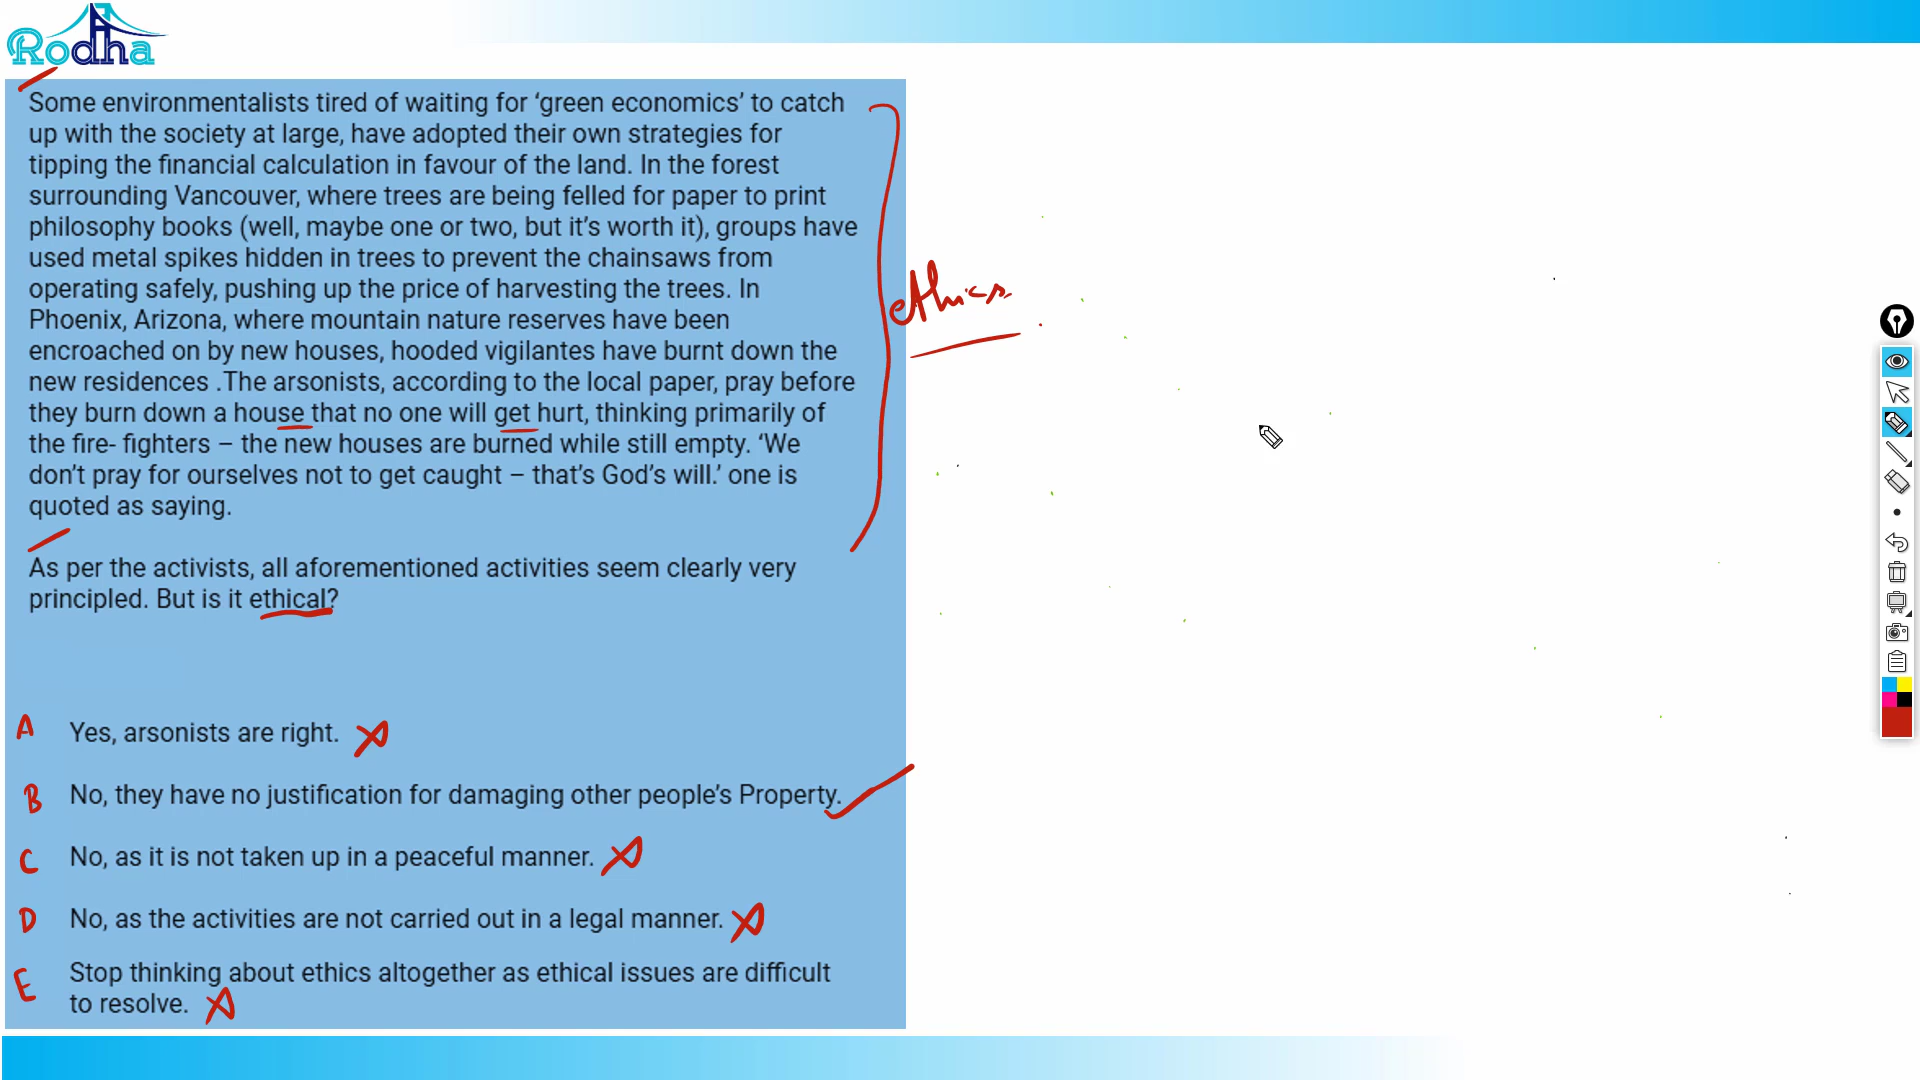 Rodha
Some environmentalists tired of waiting for ‘green economics’ to catch
up with the society at large, have adopted their own strategies for
tipping the financial calculation in favour of the land. In the forest
surrounding Vancouver, where trees are being felled for paper to print
philosophy books (well, maybe one or two, but it’s worth it), groups have
used metal spikes hidden in trees to prevent the chainsaws from
operating safely, pushing up the price of harvesting the trees. In
Phoenix, Arizona, where mountain nature reserves have been
encroached on by new houses, hooded vigilantes have burnt down the
new residences .The arsonists, according to the local paper, pray before
they burn down a house that no one will get hurt, thinking primarily of
the fire- fighters – the new houses are burned while still empty. ‘We
don’t pray for ourselves not to get caught – that’s God’s will.’ one is
quoted as saying.
ethics
As per the activists, all aforementioned activities seem clearly very
principled. But is it ethical?
A Yes, arsonists are right.
B No, they have no justification for damaging other people’s Property.
C No, as it is not taken up in a peaceful manner.
D No, as the activities are not carried out in a legal manner.
E Stop thinking about ethics altogether as ethical issues are difficult
to resolve.